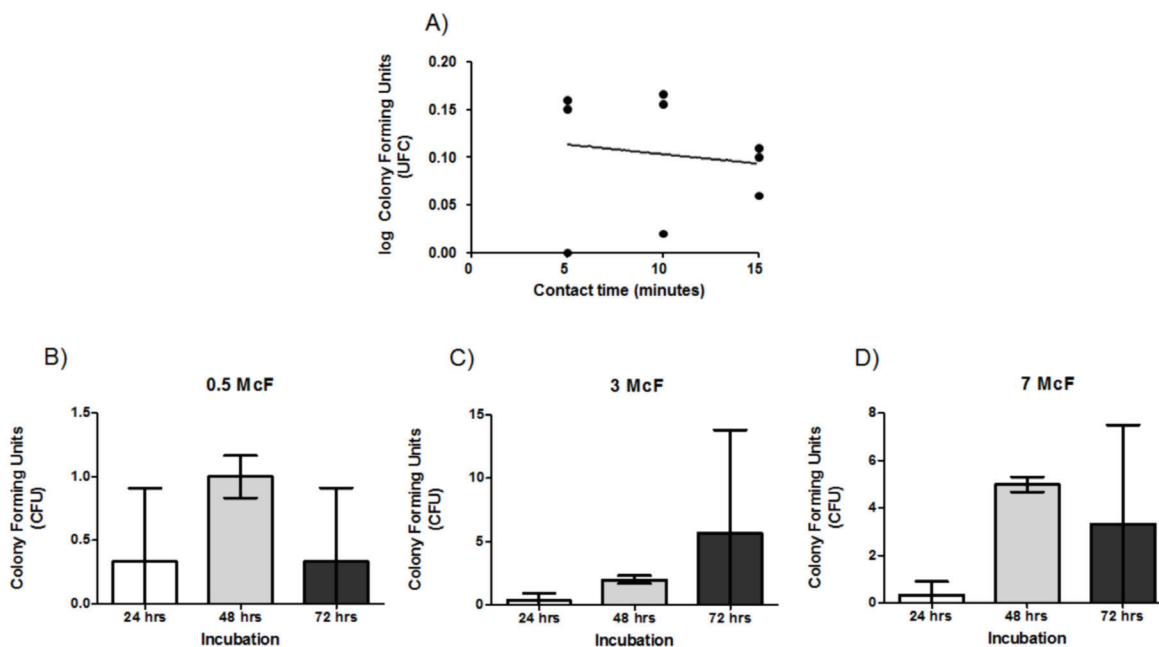 A)
log Colony Forming Units
(UFC)
0.20
0.15
0.10
0.05
0.00
0 5 10 15
Contact time (minutes)
B)
0.5 McF
Colony Forming Units
(CFU)
1.5
1.0
0.5
0.0
24 hrs 48 hrs 72 hrs
Incubation
C)
3 McF
Colony Forming Units
(CFU)
15
10
5
0
24 hrs 48 hrs 72 hrs
Incubation
D)
7 McF
Colony Forming Units
(CFU)
8
6
4
2
0
24 hrs 48 hrs 72 hrs
Incubation